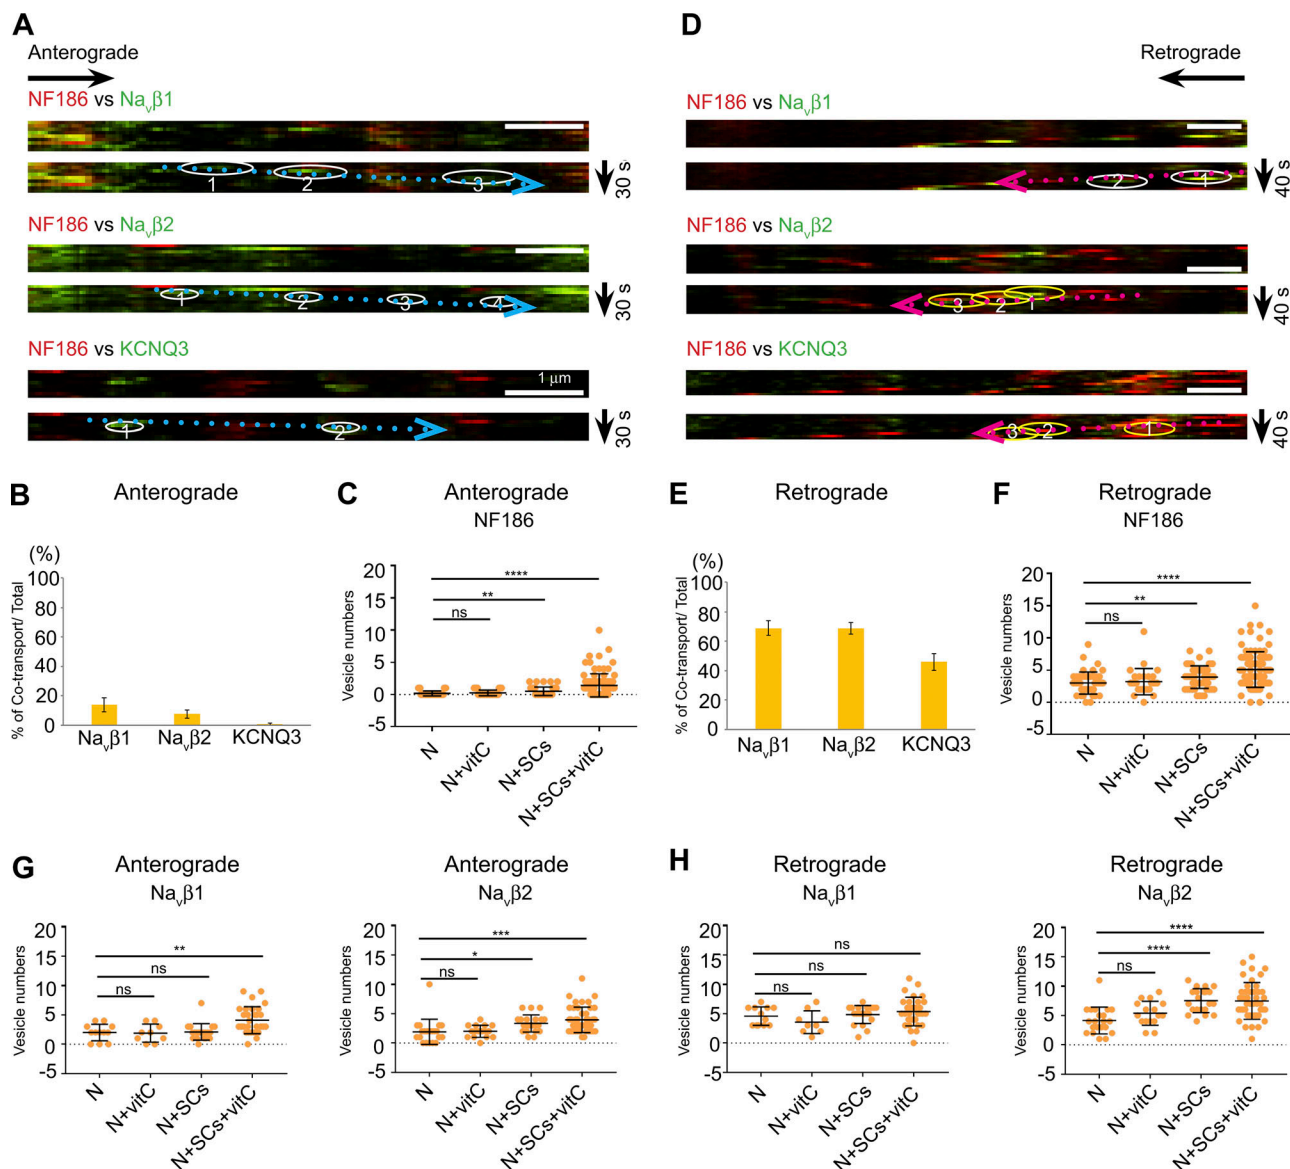 A
Anterograde
NF186 vs Navβ1
1
2
3
30 s
NF186 vs Navβ2
1
2
3
4
30 s
NF186 vs KCNQ3
1 μm
1
2
30 s
D
Retrograde
NF186 vs Navβ1
2
1
40 s
NF186 vs Navβ2
3
2
1
40 s
NF186 vs KCNQ3
3
2
1
40 s
B
Anterograde
(%)
% of Co-transport/ Total
100
80
60
40
20
0
Navβ1
Navβ2
KCNQ3
C
Anterograde
NF186
Vesicle numbers
20
15
10
5
0
-5
****
**
ns
N
N+vitC
N+SCs
N+SCs+vitC
E
Retrograde
(%)
% of Co-transport/ Total
100
80
60
40
20
0
Navβ1
Navβ2
KCNQ3
F
Retrograde
NF186
Vesicle numbers
20
15
10
5
0
-5
****
**
ns
N
N+vitC
N+SCs
N+SCs+vitC
G
Anterograde
Navβ1
Vesicle numbers
20
15
10
5
0
-5
**
ns
ns
N
N+vitC
N+SCs
N+SCs+vitC
Anterograde
Navβ2
Vesicle numbers
20
15
10
5
0
-5
***
*
ns
N
N+vitC
N+SCs
N+SCs+vitC
H
Retrograde
Navβ1
Vesicle numbers
20
15
10
5
0
-5
ns
ns
ns
N
N+vitC
N+SCs
N+SCs+vitC
Retrograde
Navβ2
Vesicle numbers
20
15
10
5
0
-5
****
****
ns
N
N+vitC
N+SCs
N+SCs+vitC